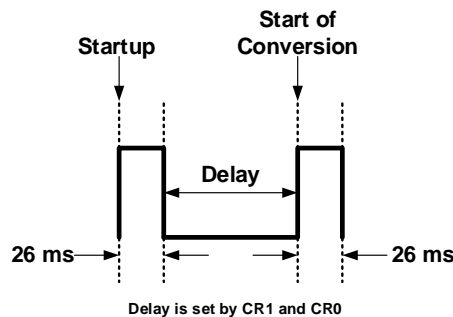 Startup
Start of
Conversion
Delay
26 ms
26 ms
Delay is set by CR1 and CR0